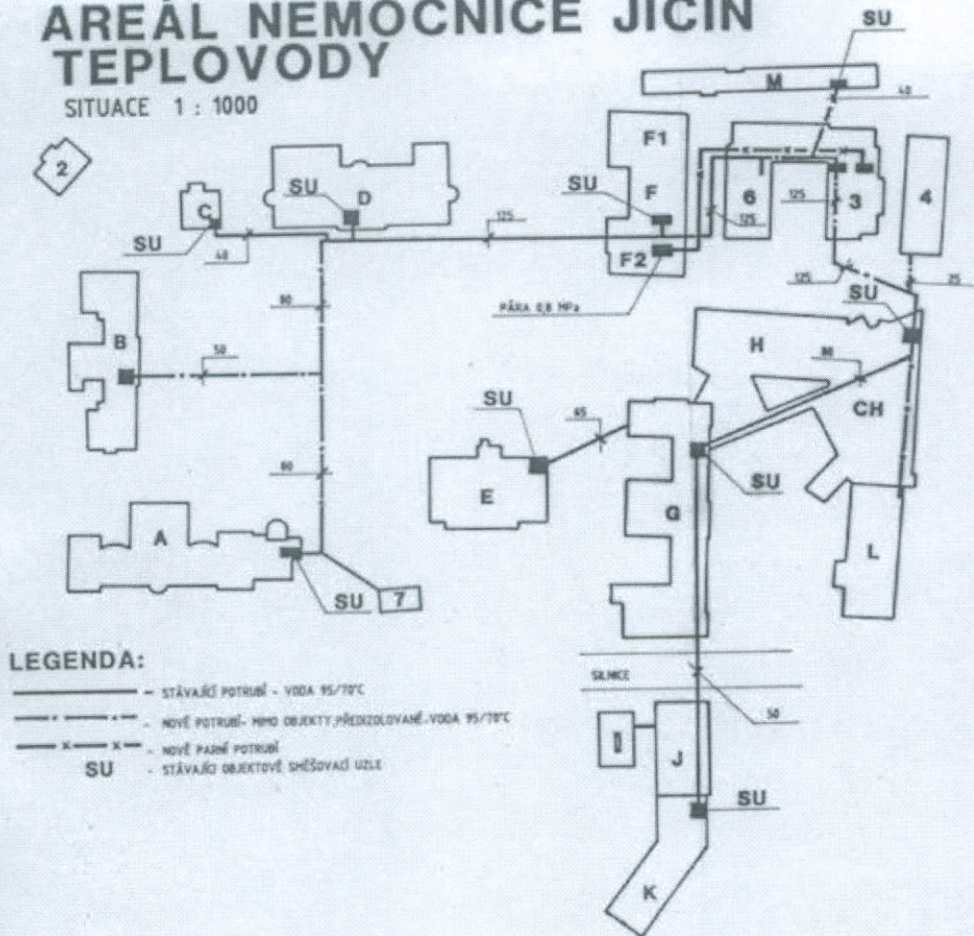 AREÁL NEMOCNICE JIČÍN
TEPLOVODY
SITUACE 1 : 1000
SU
M
40
F1
2
SU
D
SU
F
6
3
4
C
SU
125
125
125
SU
40
F2
125
25
80
PÁRA 0,8 MPa
SU
B
50
H
80
CH
SU
65
80
E
SU
G
A
L
SU
7
LEGENDA:
SILNICE
- STÁVAJÍCÍ POTRUBÍ - VODA 95/70°C
- NOVÉ POTRUBÍ- MIMO OBJEKTY,PŘEDIZOLOVANÉ-VODA 95/70°C
50
- NOVÉ PARNÍ POTRUBÍ
SU - STÁVAJÍCÍ OBJEKTOVÉ SMĚŠOVACÍ UZLE
J
SU
K